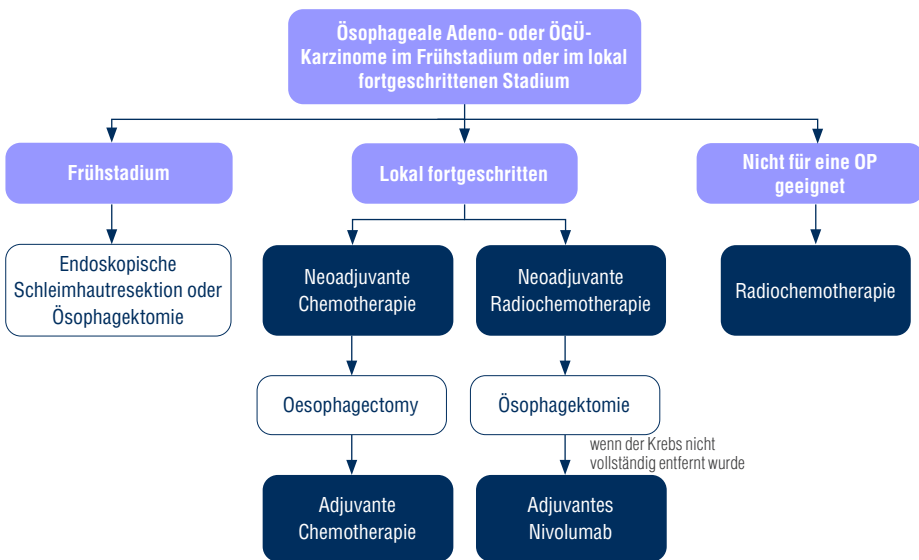 Ösophageale Adeno- oder ÖGÜ-
Karzinome im Frühstadium oder im lokal
fortgeschrittenen Stadium
Frühstadium
Lokal fortgeschritten
Nicht für eine OP
geeignet
Endoskopische
Schleimhautresektion oder
Ösophagektomie
Neoadjuvante
Chemotherapie
Neoadjuvante
Radiochemotherapie
Radiochemotherapie
Oesophagectomy
Ösophagektomie
wenn der Krebs nicht
vollständig entfernt wurde
Adjuvante
Chemotherapie
Adjuvantes
Nivolumab